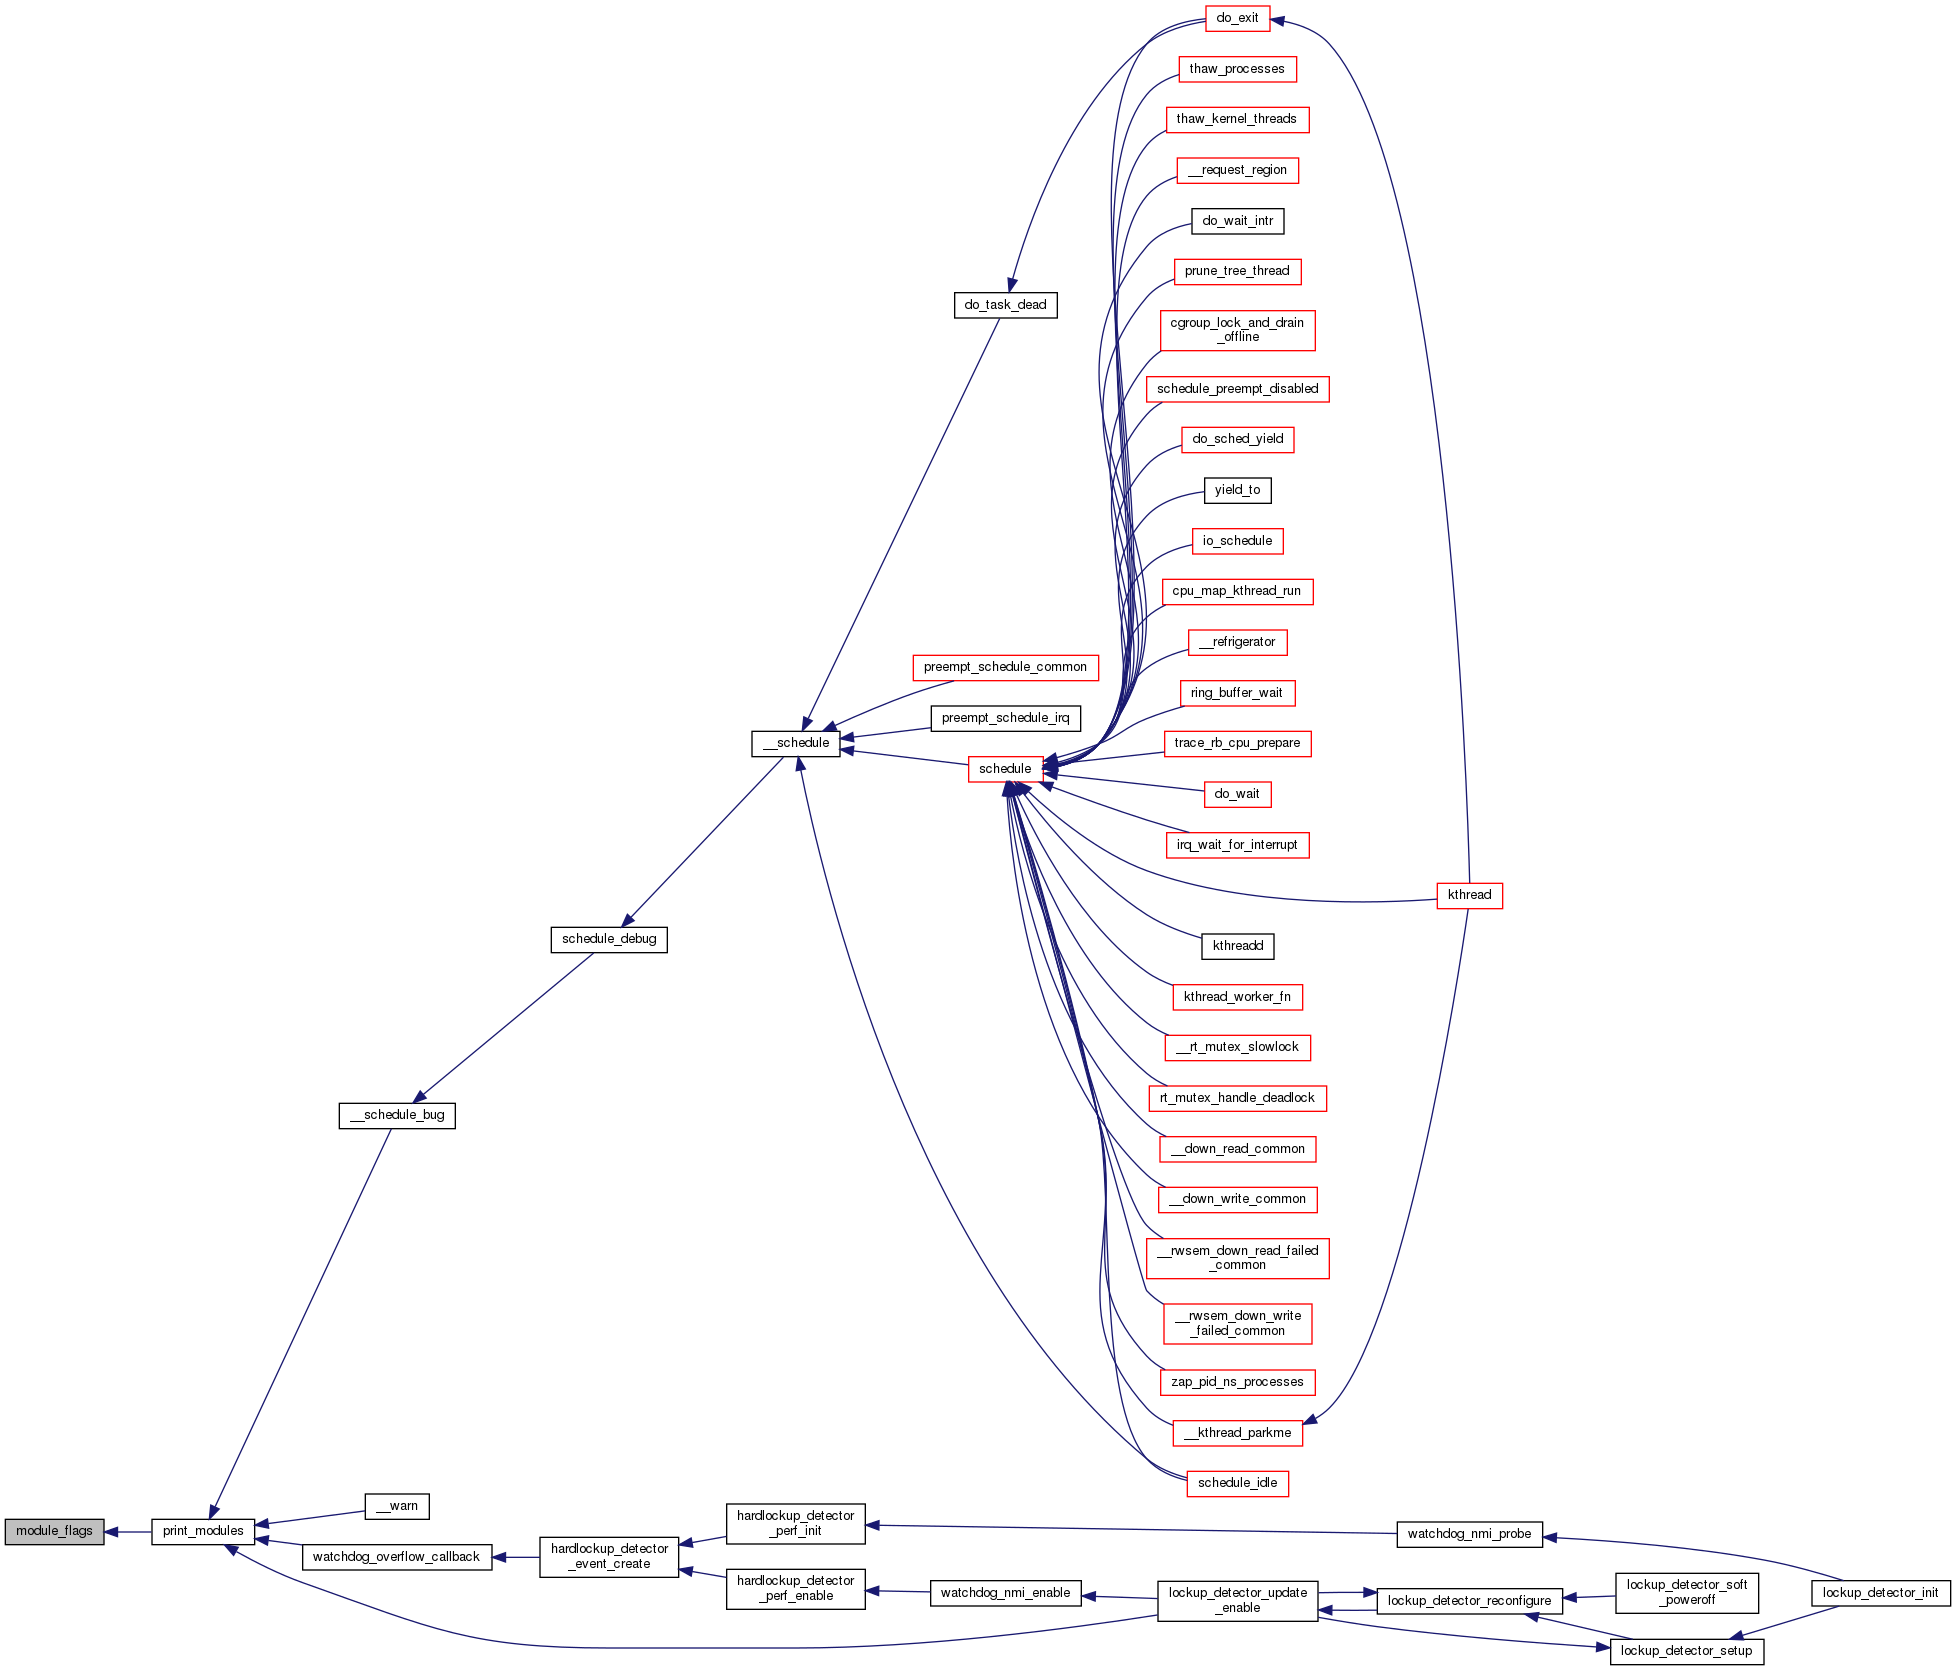 do_exit
thaw_processes
thaw_kernel_threads
__request_region
do_wait_intr
prune_tree_thread
do_task_dead
cgroup_lock_and_drain
_offline
schedule_preempt_disabled
do_sched_yield
yield_to
io_schedule
cpu_map_kthread_run
__refrigerator
preempt_schedule_common
ring_buffer_wait
preempt_schedule_irq
__schedule
trace_rb_cpu_prepare
schedule
do_wait
irq_wait_for_interrupt
kthread
schedule_debug
kthreadd
kthread_worker_fn
__rt_mutex_slowlock
rt_mutex_handle_deadlock
__schedule_bug
__down_read_common
__down_write_common
__rwsem_down_read_failed
_common
__rwsem_down_write
_failed_common
zap_pid_ns_processes
__kthread_parkme
schedule_idle
__warn
module_flags
print_modules
hardlockup_detector
_perf_init
watchdog_nmi_probe
watchdog_overflow_callback
hardlockup_detector
_event_create
hardlockup_detector
_perf_enable
watchdog_nmi_enable
lockup_detector_update
_enable
lockup_detector_reconfigure
lockup_detector_soft
_poweroff
lockup_detector_init
lockup_detector_setup